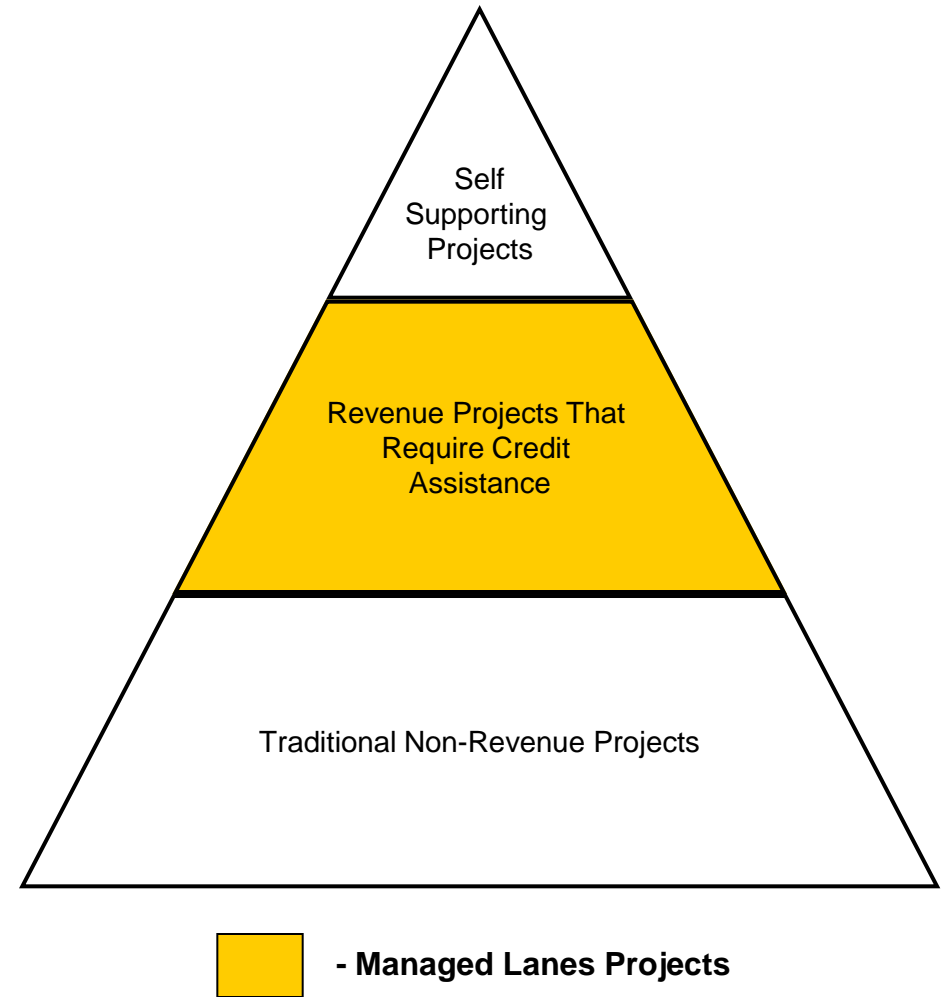 Self
Supporting
Projects
Revenue Projects That
Require Credit
Assistance
Traditional Non-Revenue Projects
- Managed Lanes Projects